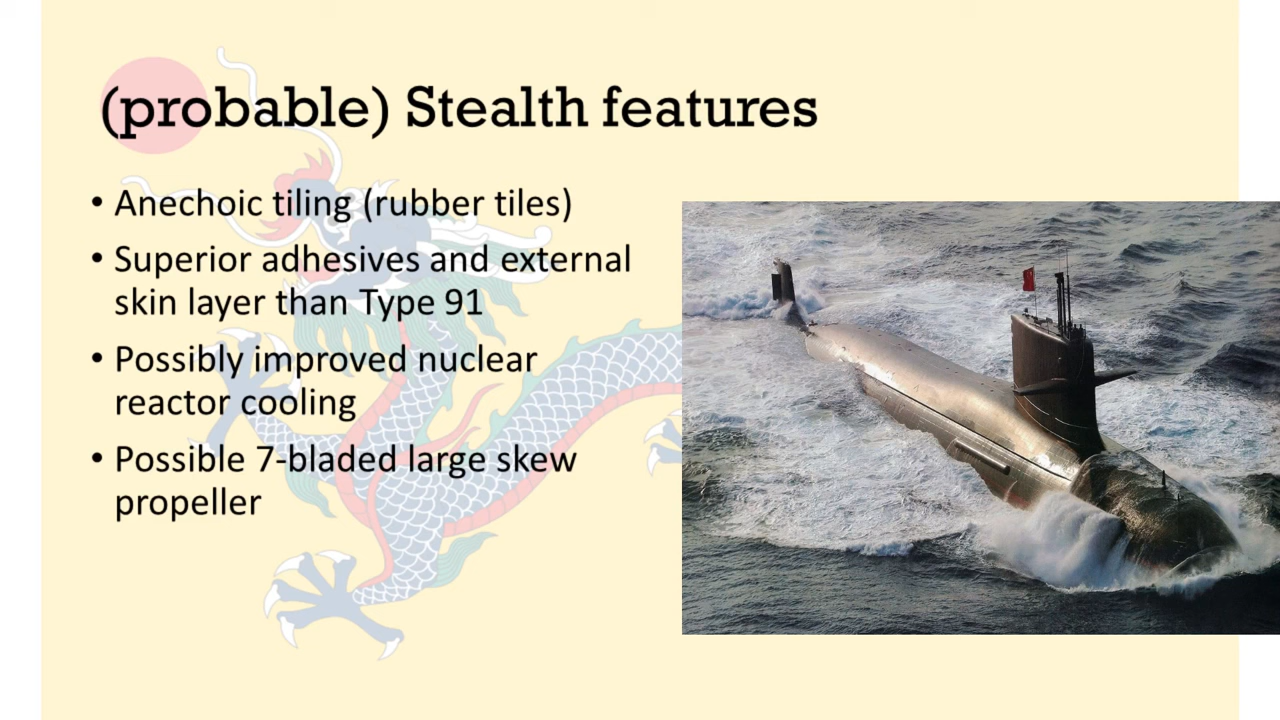 (probable) Stealth features
• Anechoic tiling (rubber tiles)
• Superior adhesives and external
skin layer than Type 91
• Possibly improved nuclear
reactor cooling
• Possible 7-bladed large skew
propeller